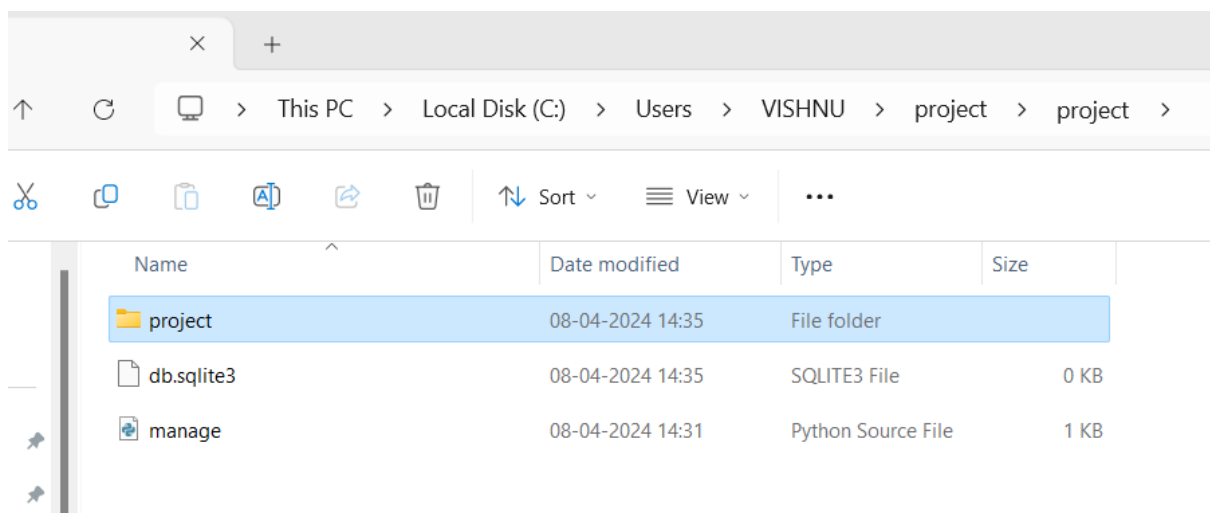 > This PC > Local Disk (C:) > Users > VISHNU > project > project >
Sort View
Name Date modified Type Size
project 08-04-2024 14:35 File folder
db.sqlite3 08-04-2024 14:35 SQLITE3 File 0 KB
manage 08-04-2024 14:31 Python Source File 1 KB